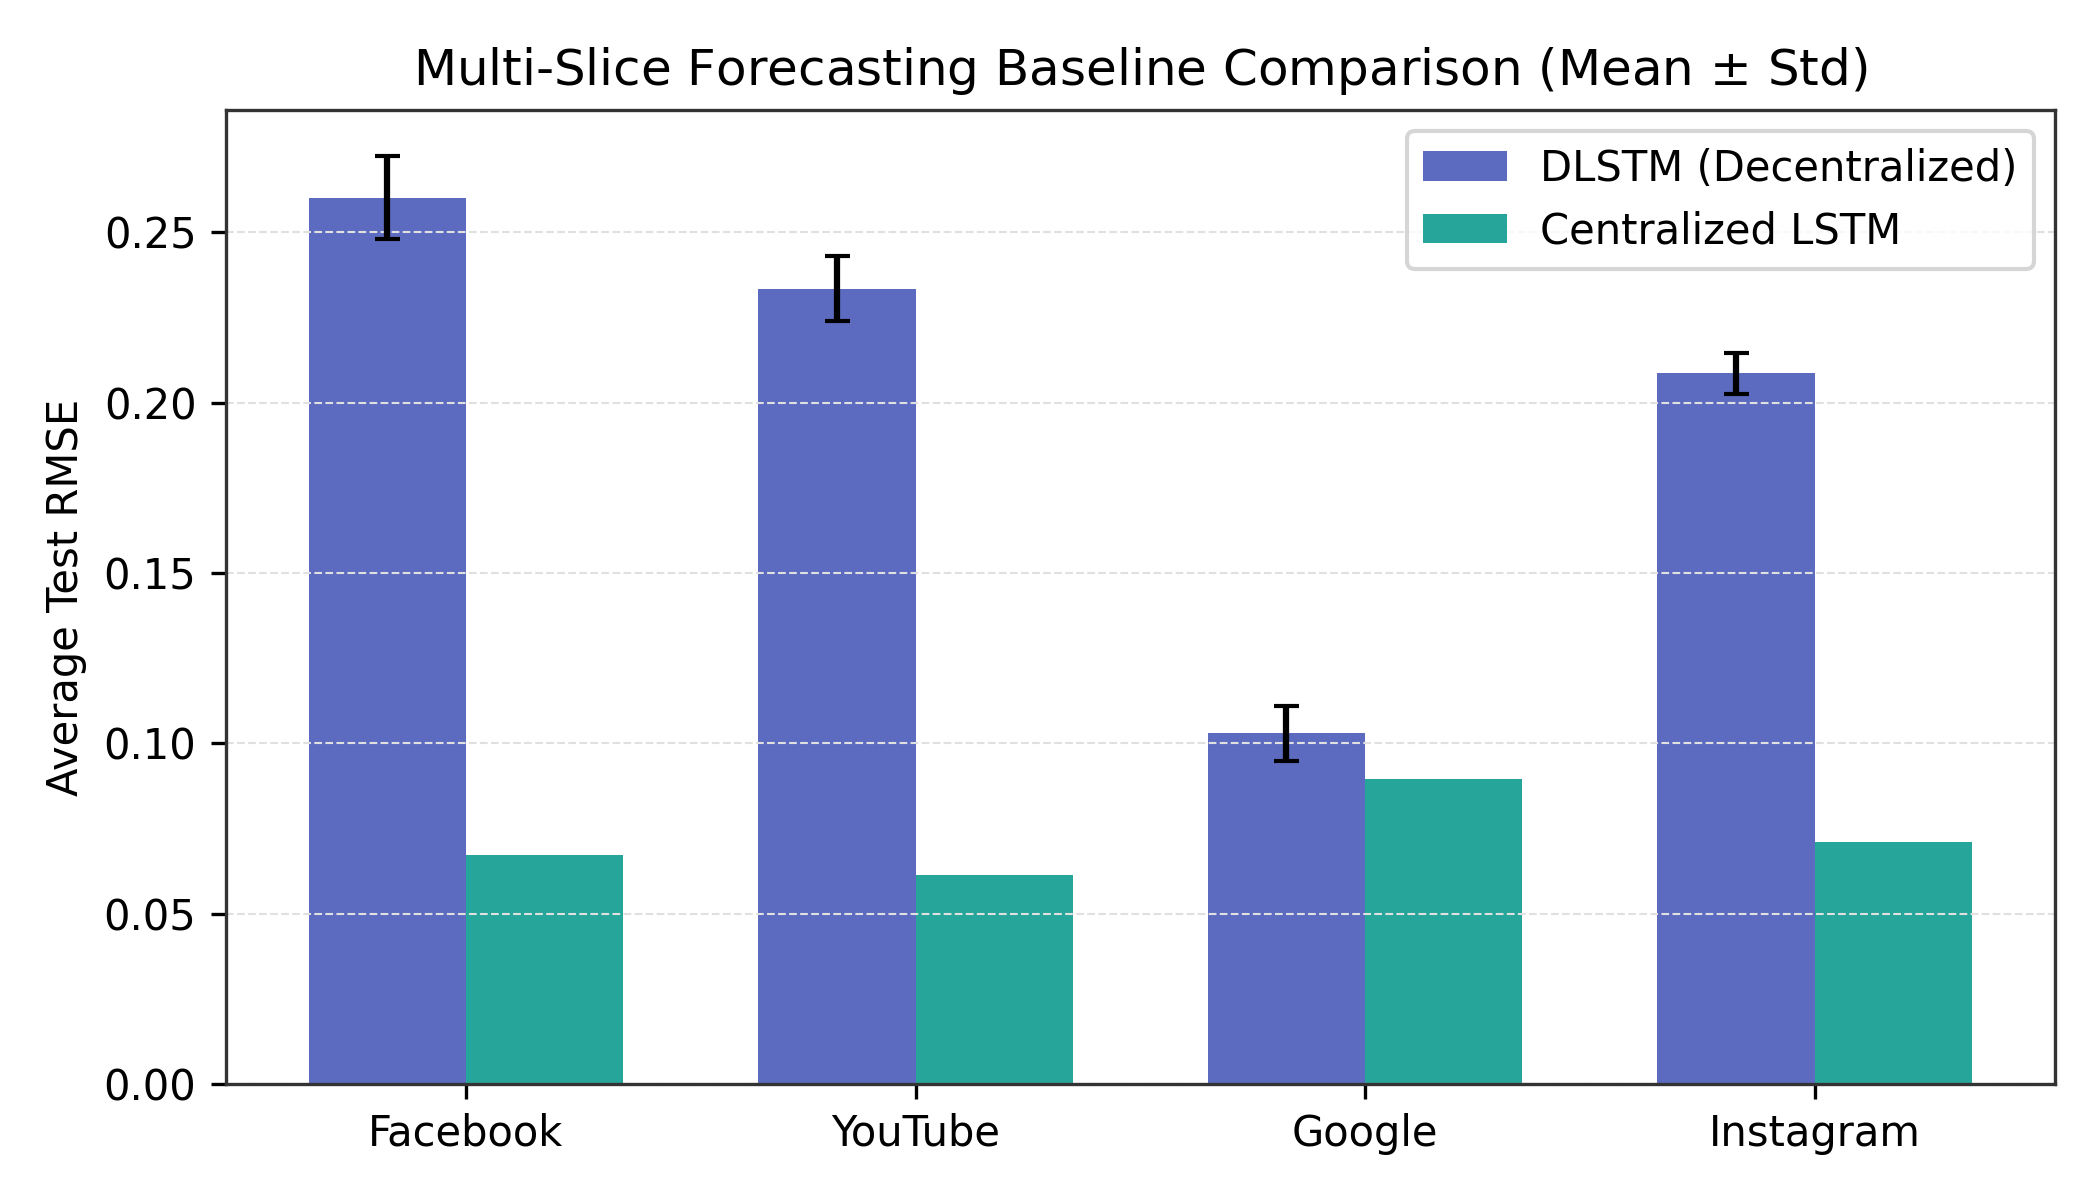 Multi-Slice Forecasting Baseline Comparison (Mean ± Std)
DLSTM (Decentralized)
Centralized LSTM
Average Test RMSE
0.25
0.20
0.15
0.10
0.05
0.00
Facebook
YouTube
Google
Instagram